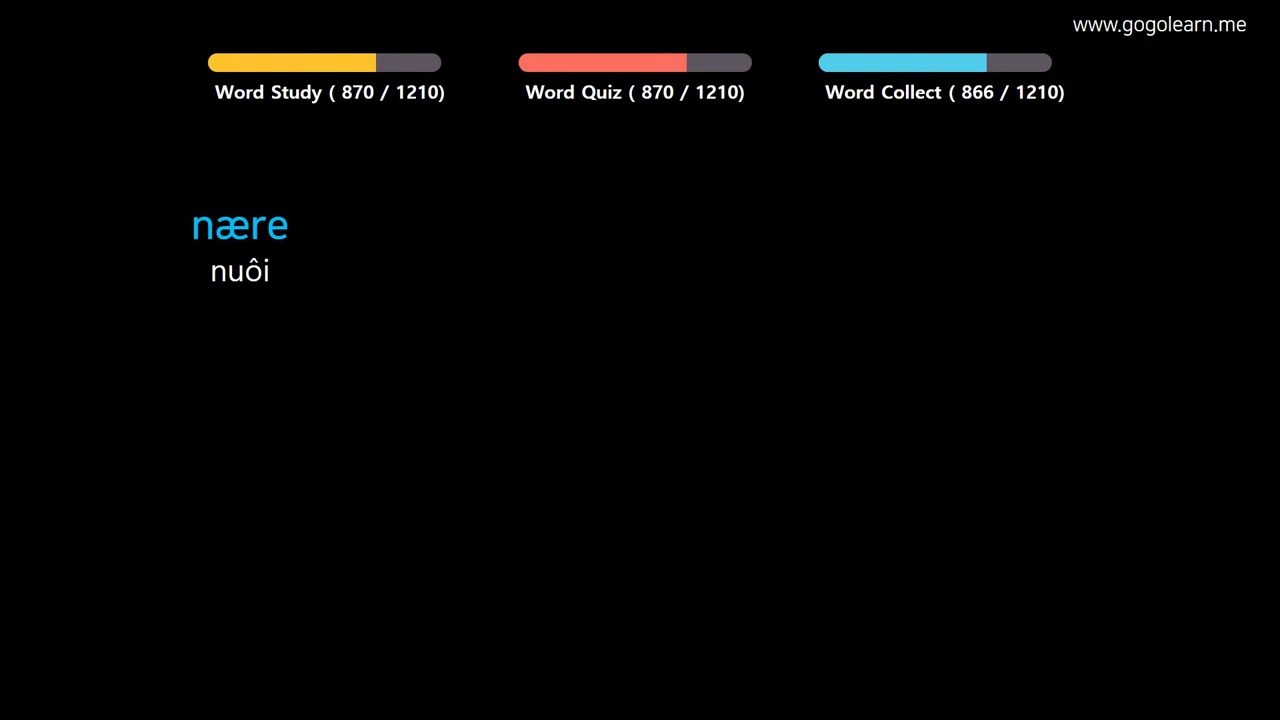 www.gogolearn.me
Word Study ( 870 / 1210)
Word Quiz ( 870 / 1210)
Word Collect ( 866 / 1210)
nære
nuôi